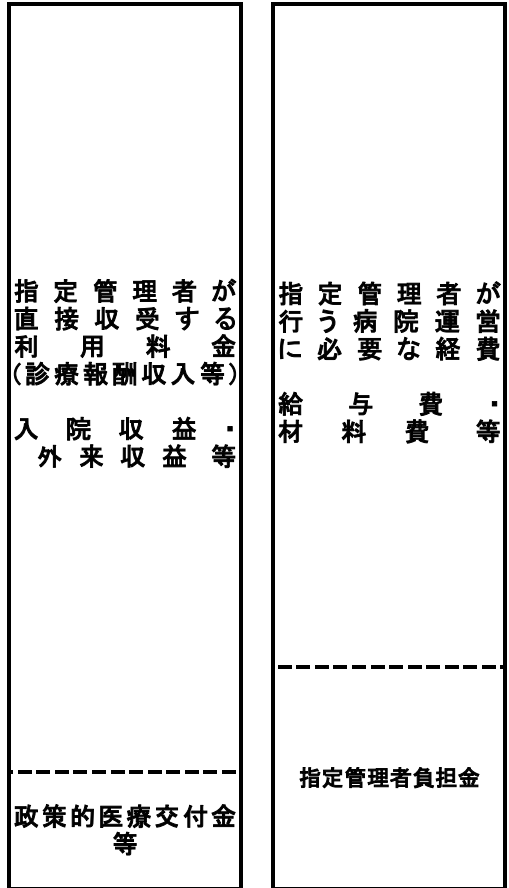 指定管理者が
直接収受する
利用料金
(診療報酬収入等)
入院収益・
外来収益等
政策的医療交付金
等
指定管理者が
行う病院運営
に必要な経費
給与費・
材料費等
指定管理者負担金